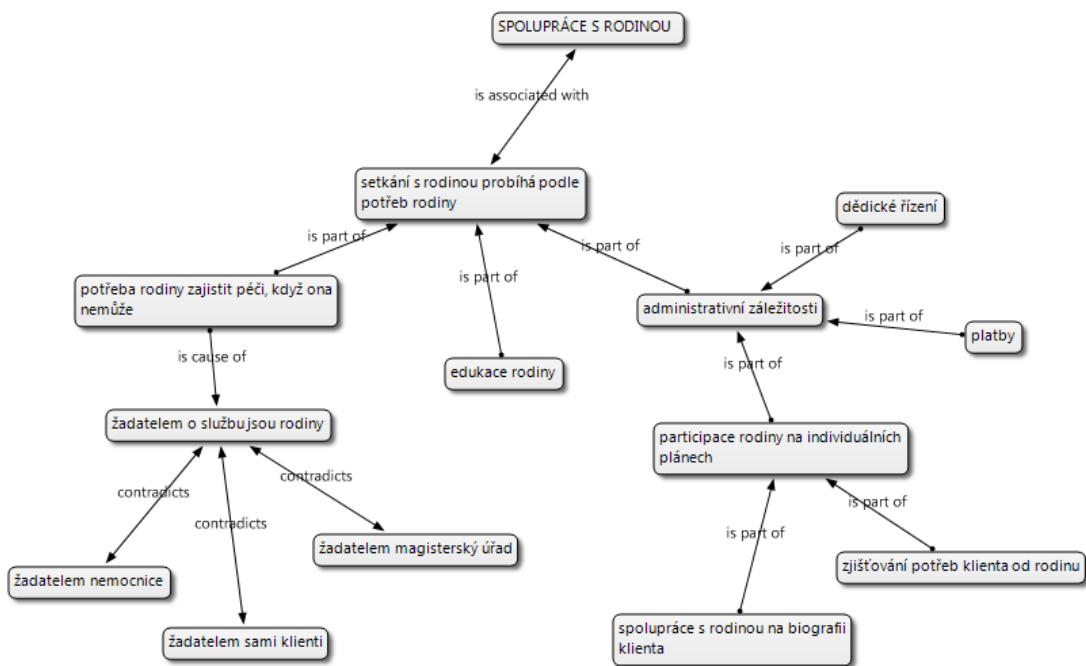 SPOLUPRÁCE S RODINOU
is associated with
setkání s rodinou probíhá podle
potřeb rodiny
dědické řízení
is part of
is part of
is part of
is part of
potřeba rodiny zajistit péči, když ona
nemůže
administrativní záležitosti
is part of
platby
is cause of
edukace rodiny
is part of
žadatelem o službu jsou rodiny
participace rodiny na individuálních
plánech
contradicts
contradicts
contradicts
is part of
is part of
žadatelem magisterský úřad
žadatelem nemocnice
zjišťování potřeb klienta od rodinu
žadatelem sami klienti
spolupráce s rodinou na biografii
klienta